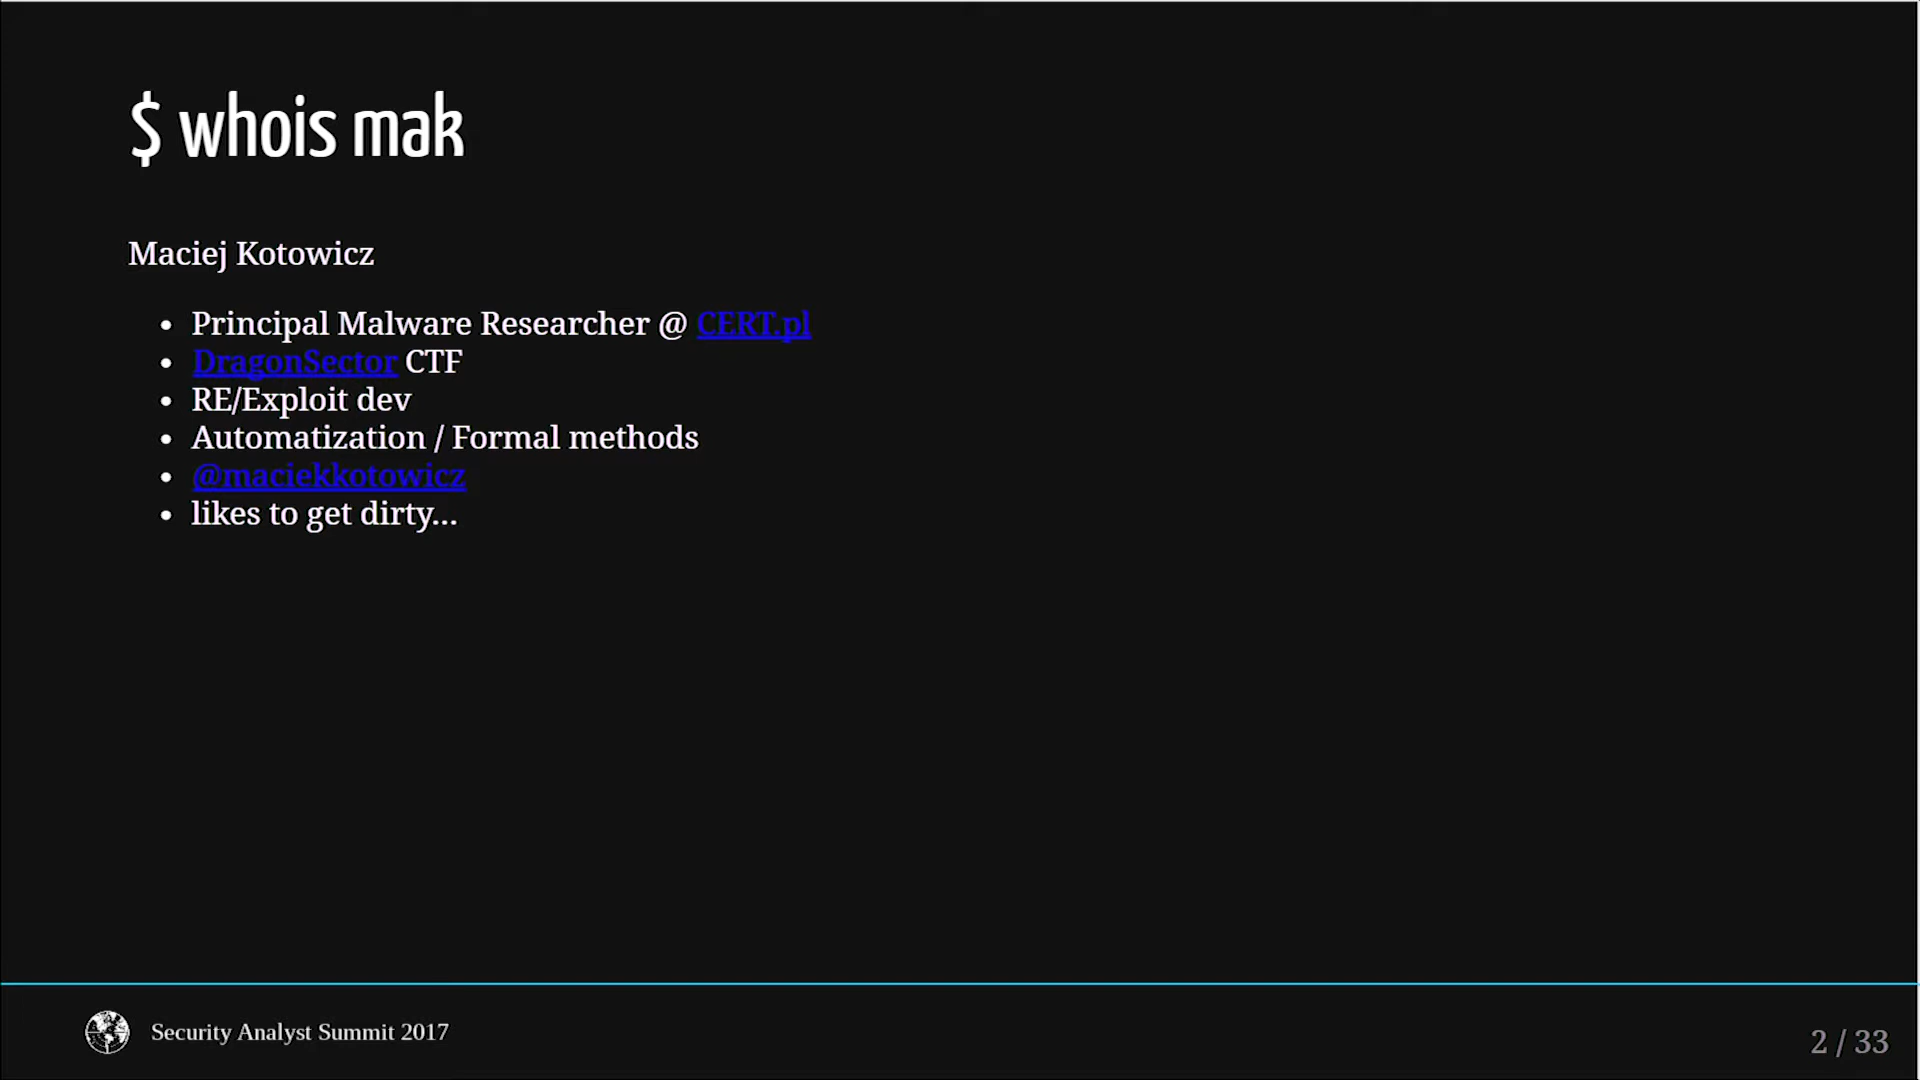 $ whois mak
Maciej Kotowicz
• Principal Malware Researcher @ CERT.pl
• DragonSector CTF
• RE/Exploit dev
• Automatization / Formal methods
• @maciekkotowicz
• likes to get dirty...
Security Analyst Summit 2017
2 / 33